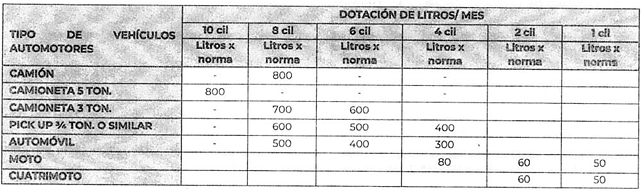 TIPO DE VEHÍCULOS AUTOMOTORES | DOTACIÓN DE LITROS/ MES
10 cil | 8 cil | 6 cil | 4 cil | 2 cil | 1 cil
Litros x norma | Litros x norma | Litros x norma | Litros x norma | Litros x norma | Litros x norma
CAMIÓN | - | 800 | - | - | |
CAMIONETA 5 TON. | 800 | - | - | - | |
CAMIONETA 3 TON. | - | 700 | 600 | | |
PICK UP ¾ TON. O SIMILAR | - | 600 | 500 | 400 | |
AUTOMÓVIL | - | 500 | 400 | 300 | |
MOTO | | | | 80 | 60 | 50
CUATRIMOTO | | | | | 60 | 50